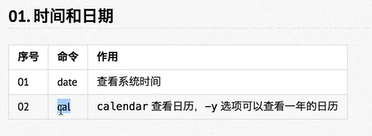 01. 时间和日期
序号 命令 作用
01 date 查看系统时间
02 cal calendar 查看日历，-y 选项可以查看一年的日历